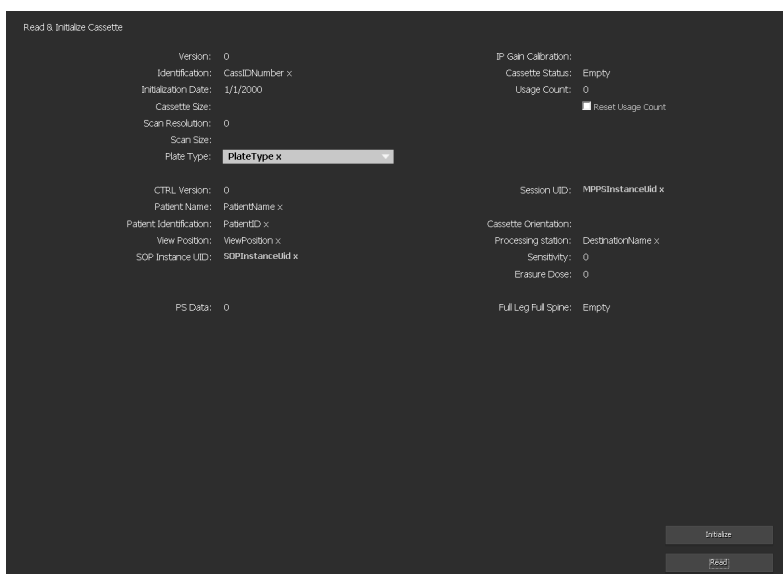 Read & Initialize Cassette
Version: 0
Identification: CassIDNumber x
Initialization Date: 1/1/2000
Cassette Size:
Scan Resolution: 0
Scan Size:
Plate Type: PlateType x
IP Gain Calibration:
Cassette Status: Empty
Usage Count: 0
Reset Usage Count
CTRL Version: 0
Patient Name: PatientName x
Patient Identification: PatientID x
View Position: ViewPosition x
SOP Instance UID: SOPInstanceUid x
Session UID: MPPSInstanceUid x
Cassette Orientation:
Processing station: DestinationName x
Sensitivity: 0
Erasure Dose: 0
PS Data: 0
Full Leg Full Spine: Empty
Initialize
Read